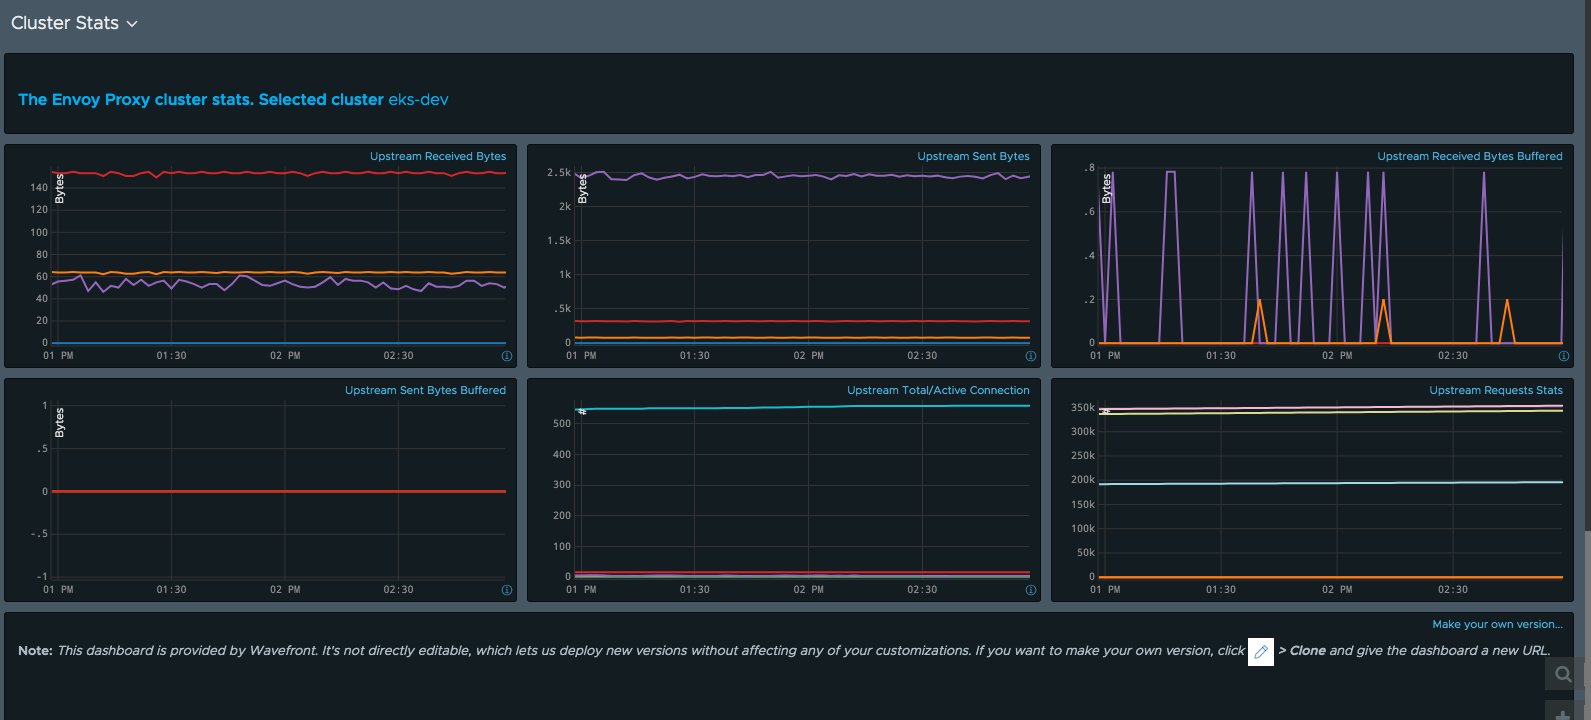 Cluster Stats
The Envoy Proxy cluster stats. Selected cluster eks-dev
Upstream Received Bytes
Bytes
140
120
100
80
60
40
20
0
01 PM 01:30 02 PM 02:30
Upstream Sent Bytes
Bytes
2.5k
2k
1.5k
1k
.5k
0
01 PM 01:30 02 PM 02:30
Upstream Received Bytes Buffered
Bytes
.8
.6
.4
.2
0
01 PM 01:30 02 PM 02:30
Upstream Sent Bytes Buffered
Bytes
1
.5
0
-.5
-1
01 PM 01:30 02 PM 02:30
Upstream Total/Active Connection
#
500
400
300
200
100
0
01 PM 01:30 02 PM 02:30
Upstream Requests Stats
#
350k
300k
250k
200k
150k
100k
50k
0
01 PM 01:30 02 PM 02:30
Make your own version...
Note: This dashboard is provided by Wavefront. It's not directly editable, which lets us deploy new versions without affecting any of your customizations. If you want to make your own version, click > Clone and give the dashboard a new URL.